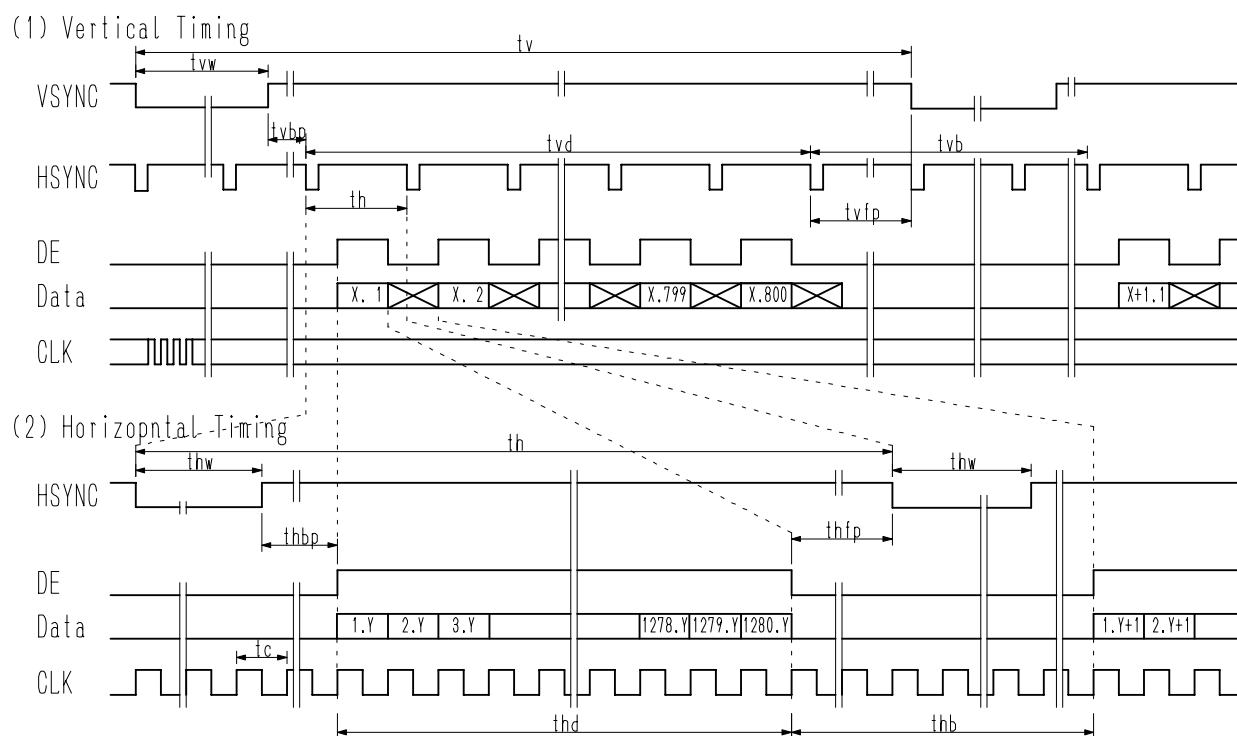 (1) Vertical Timing
tv
tvw
VSYNC
tvbp
tvd
tvb
HSYNC
th
tvfp
DE
Data
X. 1
X. 2
X.799
X.800
X+1.1
CLK
(2) Horizopntal Timing
th
thw
thw
HSYNC
thbp
thfp
DE
Data
1.Y
2.Y
3.Y
1278.Y
1279.Y
1280.Y
1.Y+1
2.Y+1
tc
CLK
thd
thb